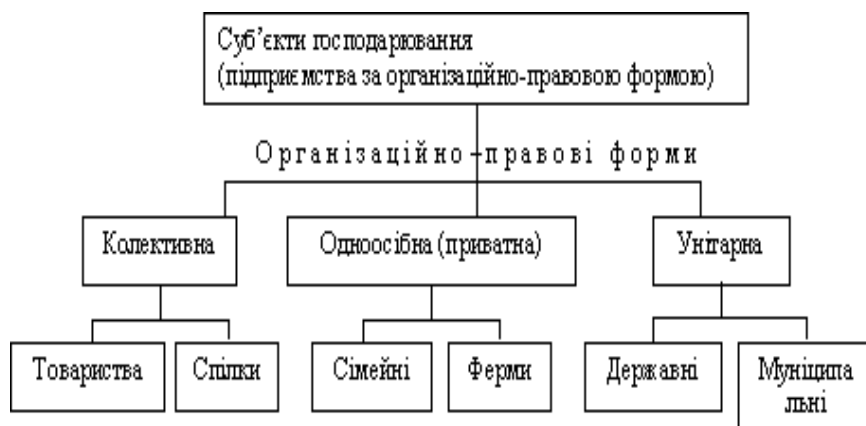 Суб’єкти господарювання
(підприємства за організаційно-правовою формою)
Організаційно-правові форми
Колективна
Одноосібна (приватна)
Унітарна
Товариства
Спілки
Сімейні
Ферми
Державні
Муніципа
льні